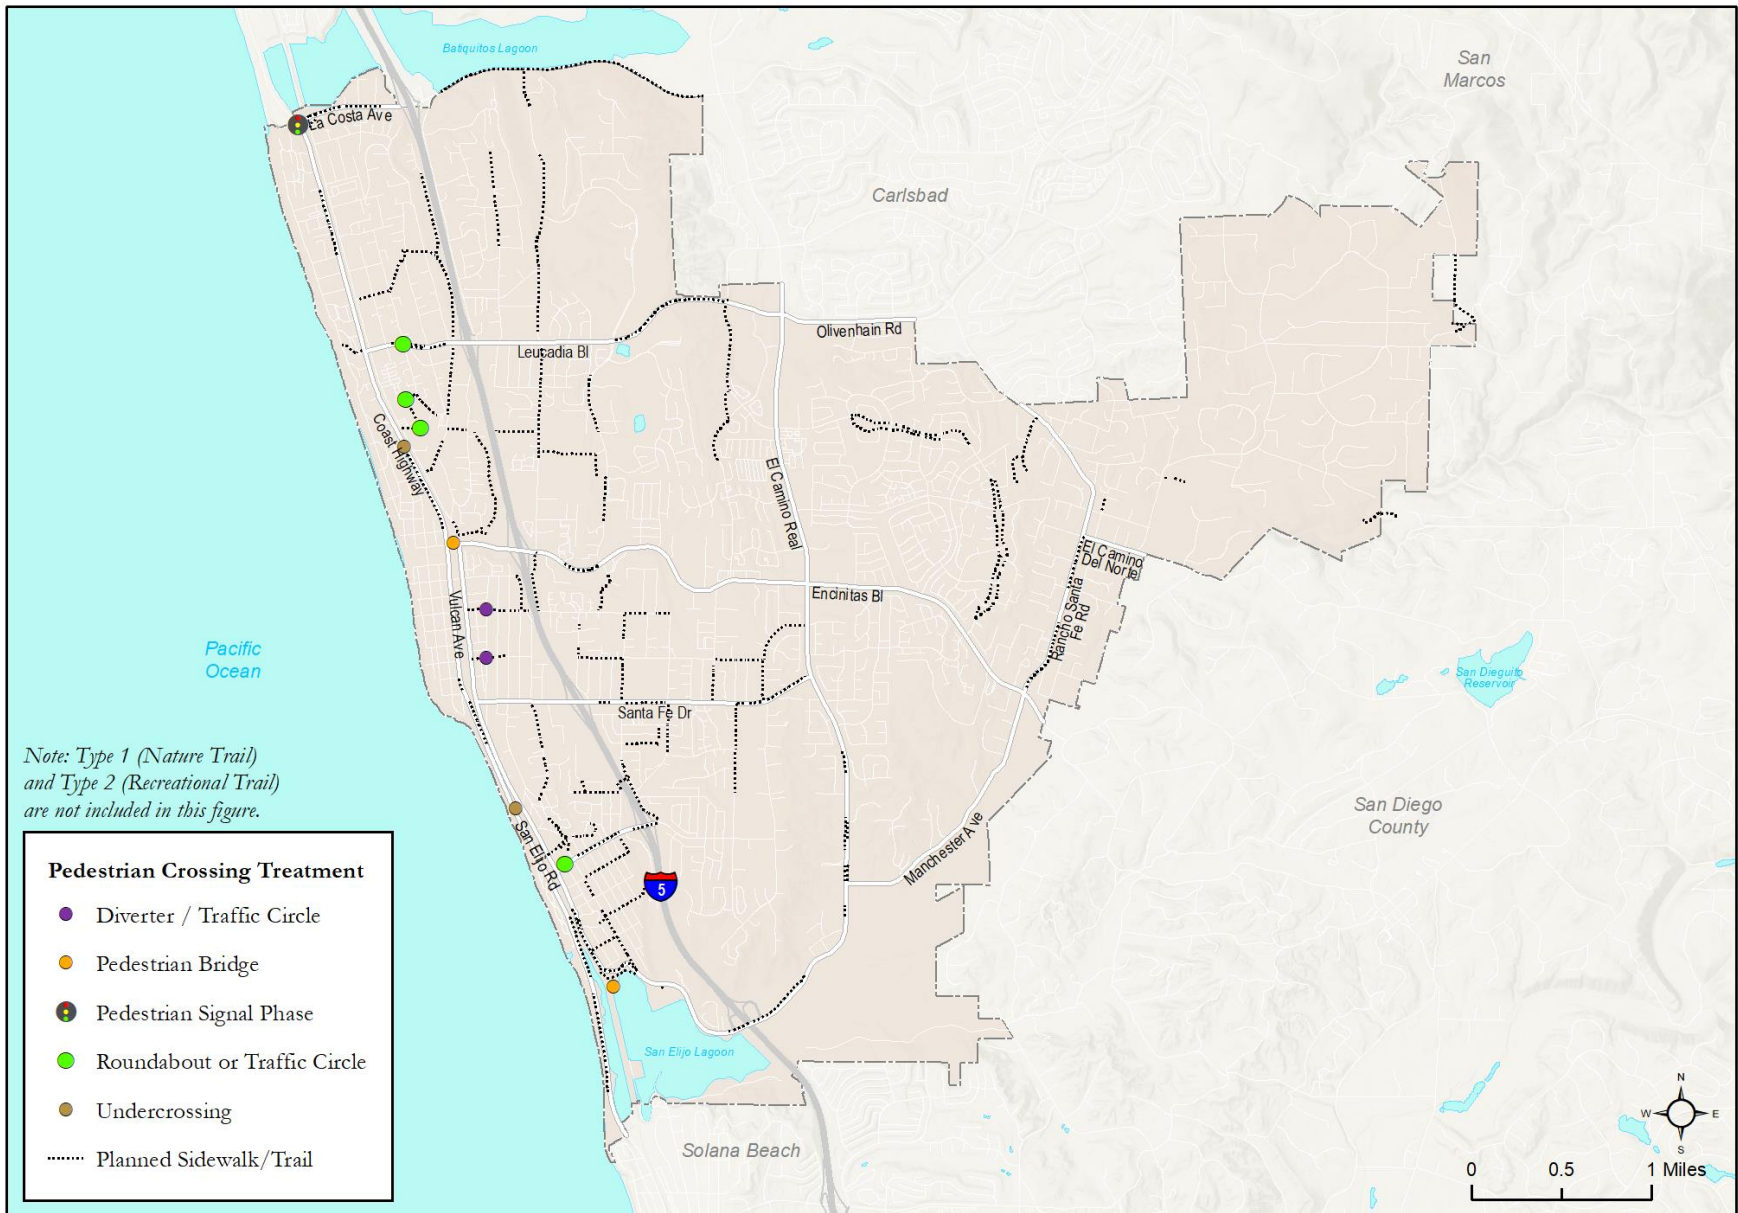 Batiquitos Lagoon
San
Marcos
La Costa Ave
Carlsbad
Olivenhain Rd
Leucadia Bl
Coast Highway
El Camino Real
El Camino
Del Norte
Encinitas Bl
Rancho Santa
Fe Rd
Vulcan Ave
Pacific
Ocean
San Dieguito
Reservoir
Santa Fe Dr
Note: Type 1 (Nature Trail)
and Type 2 (Recreational Trail)
are not included in this figure.
San Diego
County
San Elijo Rd
Manchester Ave
5
Pedestrian Crossing Treatment
Diverter / Traffic Circle
Pedestrian Bridge
Pedestrian Signal Phase
Roundabout or Traffic Circle
Undercrossing
Planned Sidewalk/Trail
San Elijo Lagoon
Solana Beach
N
W E
S
0 0.5 1 Miles